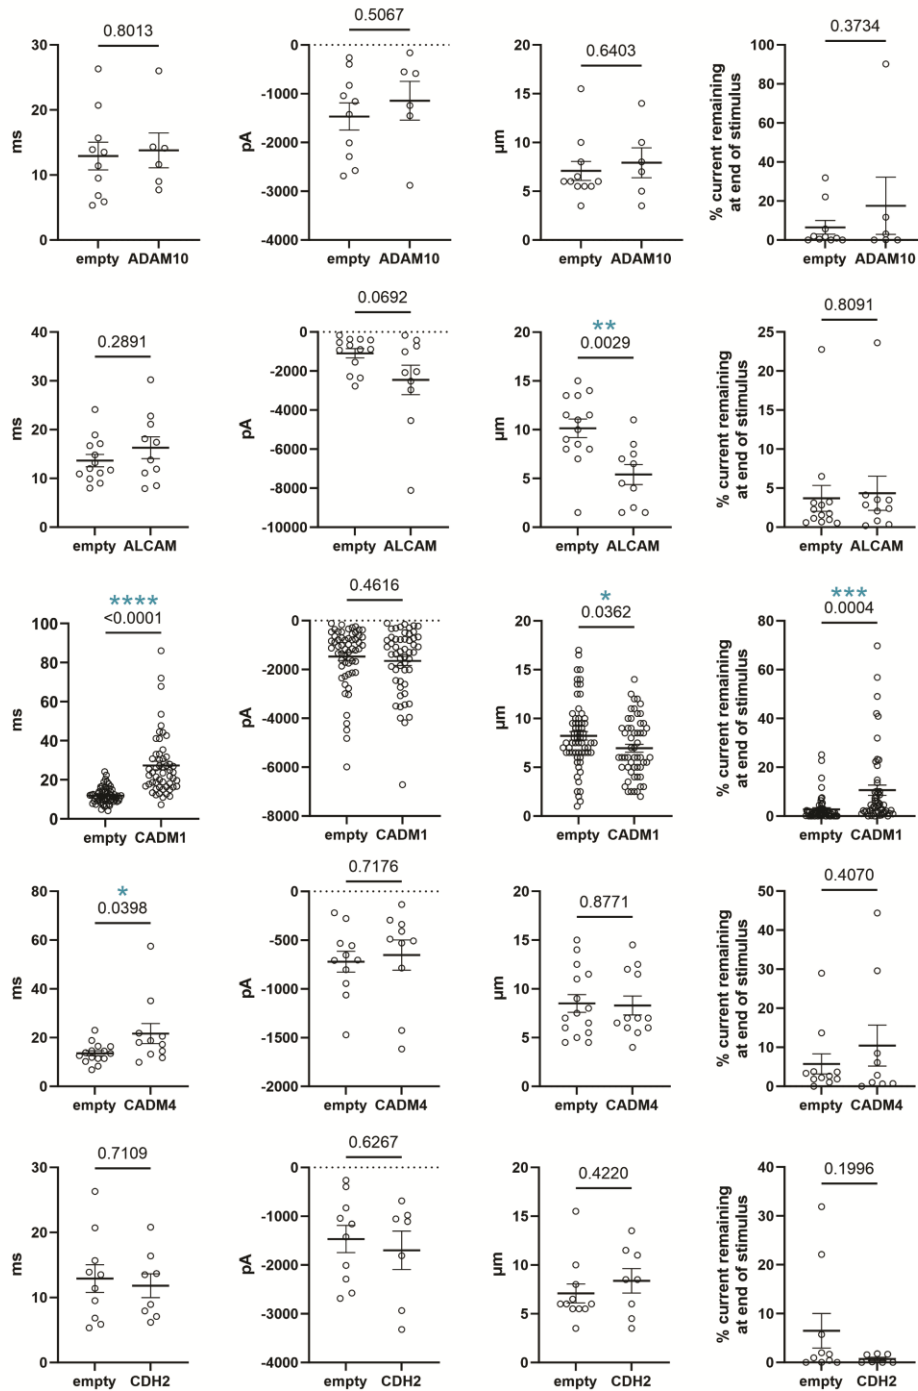 0.8013
ms
30
20
10
0
empty ADAM10
0.5067
pA
0
-1000
-2000
-3000
-4000
empty ADAM10
0.6403
µm
20
15
10
5
0
empty ADAM10
0.3734
% current remaining
at end of stimulus
100
80
60
40
20
0
empty ADAM10
0.2891
ms
40
30
20
10
0
empty ALCAM
0.0692
pA
0
-2000
-4000
-6000
-8000
-10000
empty ALCAM
**
0.0029
µm
20
15
10
5
0
empty ALCAM
0.8091
% current remaining
at end of stimulus
25
20
15
10
5
0
empty ALCAM
****
<0.0001
ms
100
80
60
40
20
0
empty CADM1
0.4616
pA
0
-2000
-4000
-6000
-8000
empty CADM1
*
0.0362
µm
20
15
10
5
0
empty CADM1
***
0.0004
% current remaining
at end of stimulus
80
60
40
20
0
empty CADM1
*
0.0398
ms
80
60
40
20
0
empty CADM4
0.7176
pA
0
-500
-1000
-1500
-2000
empty CADM4
0.8771
µm
20
15
10
5
0
empty CADM4
0.4070
% current remaining
at end of stimulus
50
40
30
20
10
0
empty CADM4
0.7109
ms
30
20
10
0
empty CDH2
0.6267
pA
0
-1000
-2000
-3000
-4000
empty CDH2
0.4220
µm
20
15
10
5
0
empty CDH2
0.1996
% current remaining
at end of stimulus
40
30
20
10
0
empty CDH2